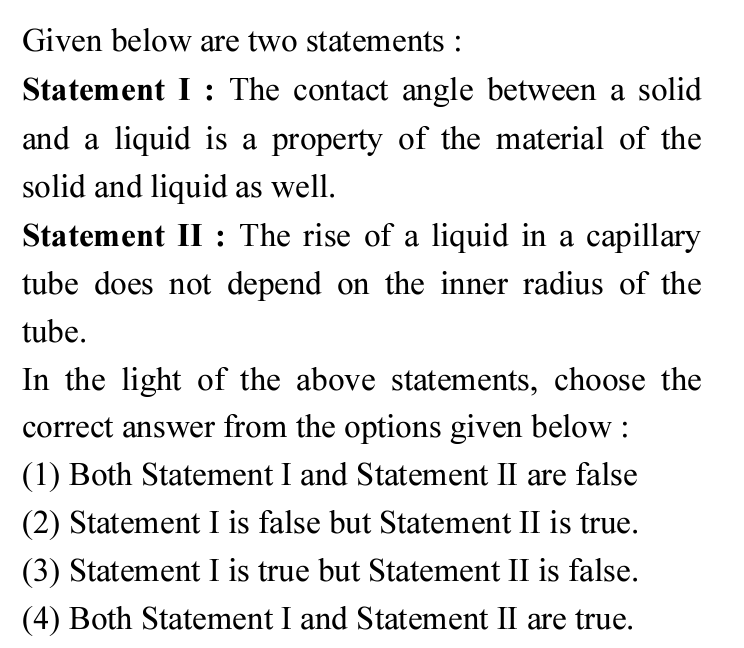 Given below are two statements :
Statement I : The contact angle between a solid
and a liquid is a property of the material of the
solid and liquid as well.
Statement II : The rise of a liquid in a capillary
tube does not depend on the inner radius of the
tube.
In the light of the above statements, choose the
correct answer from the options given below :
(1) Both Statement I and Statement II are false
(2) Statement I is false but Statement II is true.
(3) Statement I is true but Statement II is false.
(4) Both Statement I and Statement II are true.